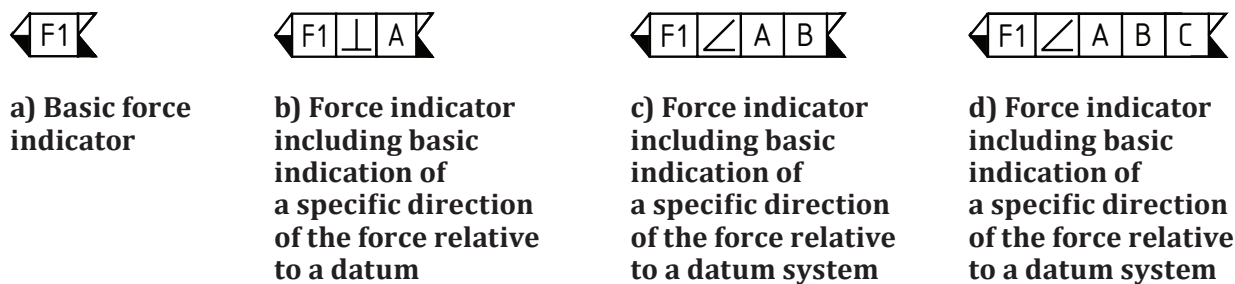 F1
F1 ⟂ A
F1 ∠ A B
F1 ∠ A B C
a) Basic force
indicator
b) Force indicator
including basic
indication of
a specific direction
of the force relative
to a datum
c) Force indicator
including basic
indication of
a specific direction
of the force relative
to a datum system
d) Force indicator
including basic
indication of
a specific direction
of the force relative
to a datum system